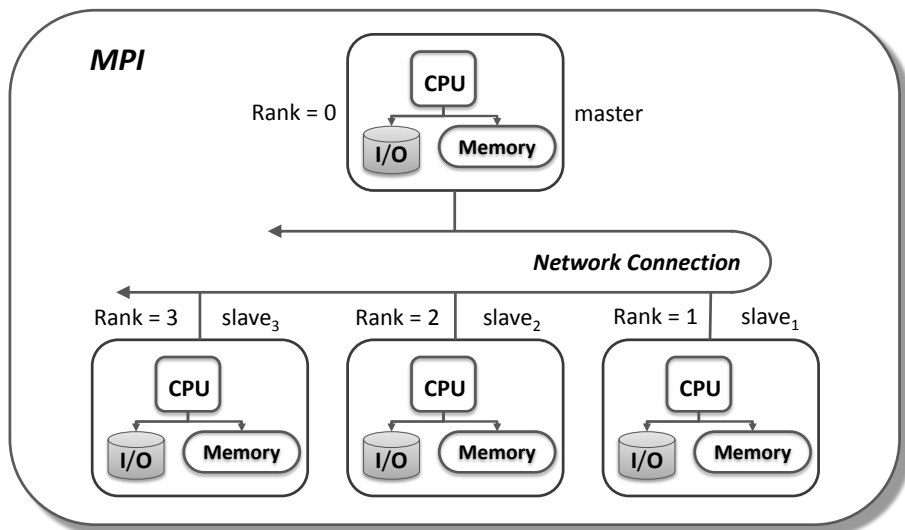 MPI
Rank = 0
CPU
I/O
Memory
master
Network Connection
Rank = 3
slave₃
Rank = 2
slave₂
Rank = 1
slave₁
CPU
I/O
Memory
CPU
I/O
Memory
CPU
I/O
Memory